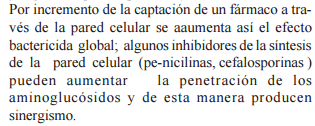 Por incremento de la captación de un fármaco a tra-
vés de la pared celular se aaumenta así el efecto
bactericida global; algunos inhibidores de la síntesis
de la pared celular (pe-nicilinas, cefalosporinas )
pueden aumentar la penetración de los
aminoglucósidos y de esta manera producen
sinergismo.